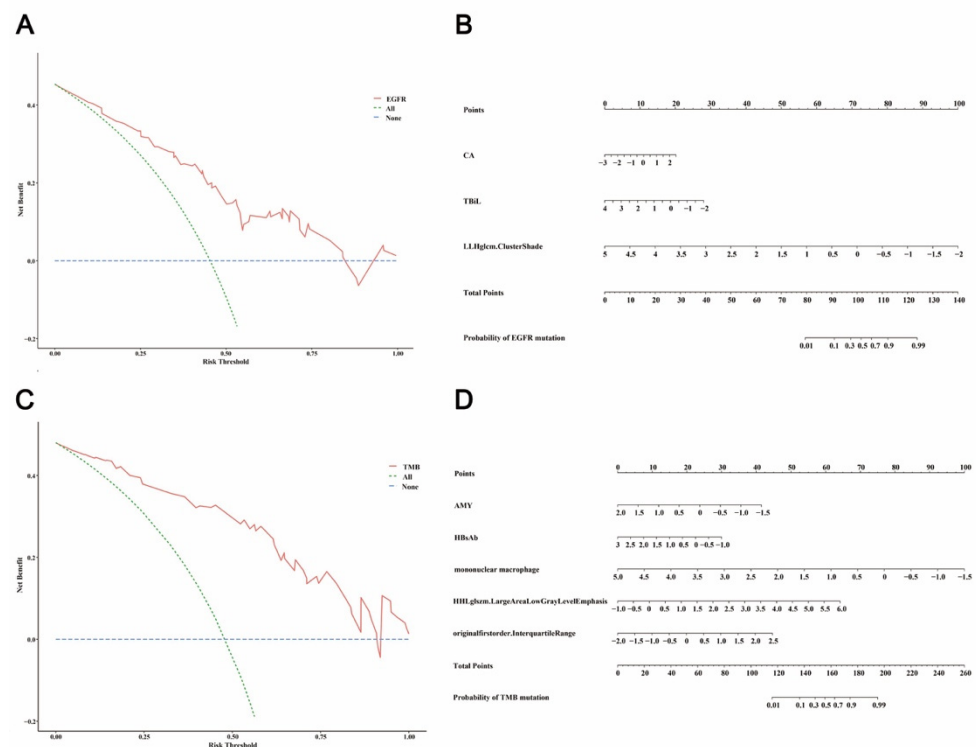 A
0.4
0.2
0.0
−0.2
Net Benefit
EGFR
All
None
0.00 0.25 0.50 0.75 1.00
Risk Threshold
B
Points
0 10 20 30 40 50 60 70 80 90 100
CA
−3 −2 −1 0 1 2
TBiL
4 3 2 1 0 −1 −2
LLHglcm.ClusterShade
5 4.5 4 3.5 3 2.5 2 1.5 1 0.5 0 −0.5 −1 −1.5 −2
Total Points
0 10 20 30 40 50 60 70 80 90 100 110 120 130 140
Probability of EGFR mutation
0.01 0.1 0.3 0.5 0.7 0.9 0.99
C
0.4
0.2
0.0
−0.2
Net Benefit
TMB
All
None
0.00 0.25 0.50 0.75 1.00
Risk Threshold
D
Points
0 10 20 30 40 50 60 70 80 90 100
AMY
2.0 1.5 1.0 0.5 0 −0.5 −1.0 −1.5
HBsAb
3 2.5 2.0 1.5 1.0 0.5 0 −0.5 −1.0
mononuclear macrophage
5.0 4.5 4.0 3.5 3.0 2.5 2.0 1.5 1.0 0.5 0 −0.5 −1.0 −1.5
HHLglszm.LargeAreaLowGrayLevelEmphasis
−1.0 −0.5 0 0.5 1.0 1.5 2.0 2.5 3.0 3.5 4.0 4.5 5.0 5.5 6.0
originalfirstorder.InterquartileRange
−2.0 −1.5 −1.0 −0.5 0 0.5 1.0 1.5 2.0 2.5
Total Points
0 20 40 60 80 100 120 140 160 180 200 220 240 260
Probability of TMB mutation
0.01 0.1 0.3 0.5 0.7 0.9 0.99